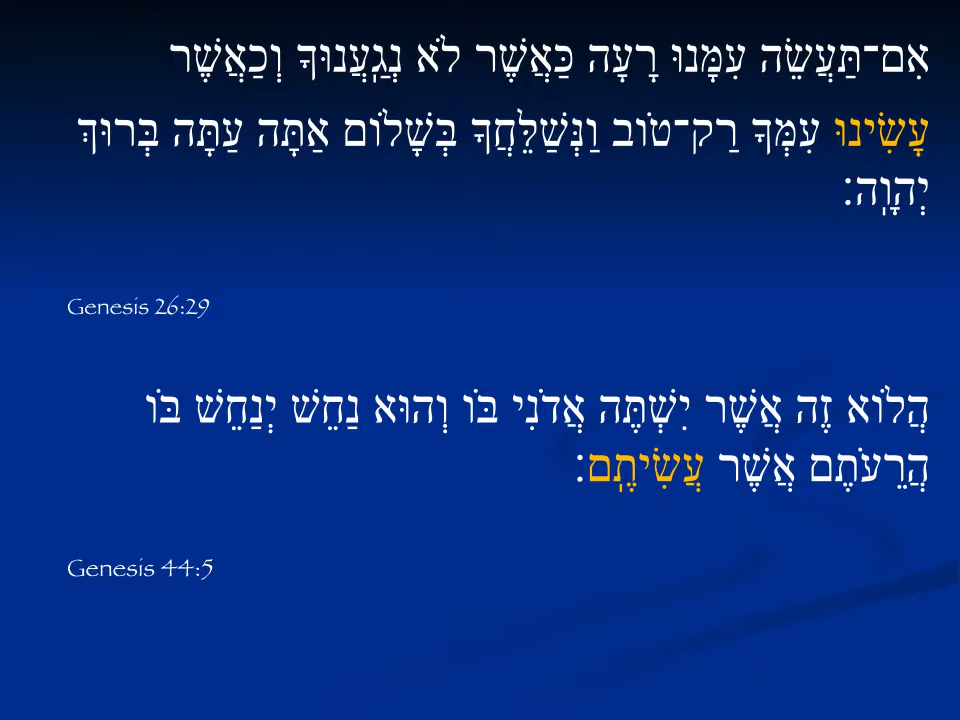 אִם־תַּעֲשֵׂה עִמָּנוּ רָעָה כַּאֲשֶׁר לֹא נְגַֽעֲנוּךָ וְכַאֲשֶׁר
עָשִׂינוּ עִמְּךָ רַק־טוֹב וַנְּשַׁלֵּחֲךָ בְּשָׁלוֹם אַתָּה עַתָּה בְּרוּךְ
יְהוָֽה׃
Genesis 26:29
הֲלוֹא זֶה אֲשֶׁר יִשְׁתֶּה אֲדֹנִי בּוֹ וְהוּא נַחֵשׁ יְנַחֵשׁ בּוֹ
הֲרֵעֹתֶם אֲשֶׁר עֲשִׂיתֶֽם׃
Genesis 44:5